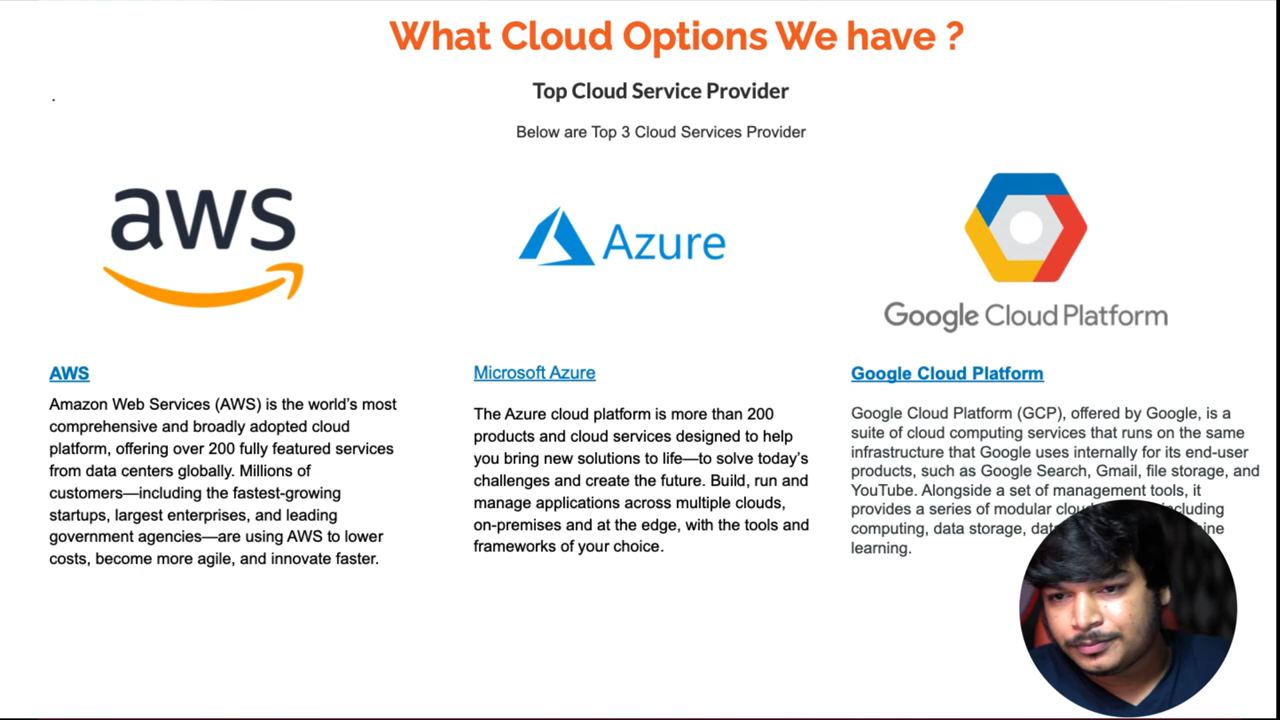 What Cloud Options We have ?
Top Cloud Service Provider
Below are Top 3 Cloud Services Provider
aws
Azure
Google Cloud Platform
AWS
Amazon Web Services (AWS) is the world's most
comprehensive and broadly adopted cloud
platform, offering over 200 fully featured services
from data centers globally. Millions of
customers—including the fastest-growing
startups, largest enterprises, and leading
government agencies—are using AWS to lower
costs, become more agile, and innovate faster.
Microsoft Azure
The Azure cloud platform is more than 200
products and cloud services designed to help
you bring new solutions to life—to solve today's
challenges and create the future. Build, run and
manage applications across multiple clouds,
on-premises and at the edge, with the tools and
frameworks of your choice.
Google Cloud Platform
Google Cloud Platform (GCP), offered by Google, is a
suite of cloud computing services that runs on the same
infrastructure that Google uses internally for its end-user
products, such as Google Search, Gmail, file storage, and
YouTube. Alongside a set of management tools, it
provides a series of modular
computing, data storage,
learning.